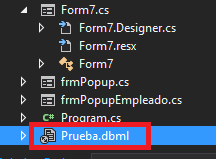 Form7.cs
Form7.Designer.cs
Form7.resx
Form7
frmPopup.cs
frmPopupEmpleado.cs
C# Program.cs
Prueba.dbml